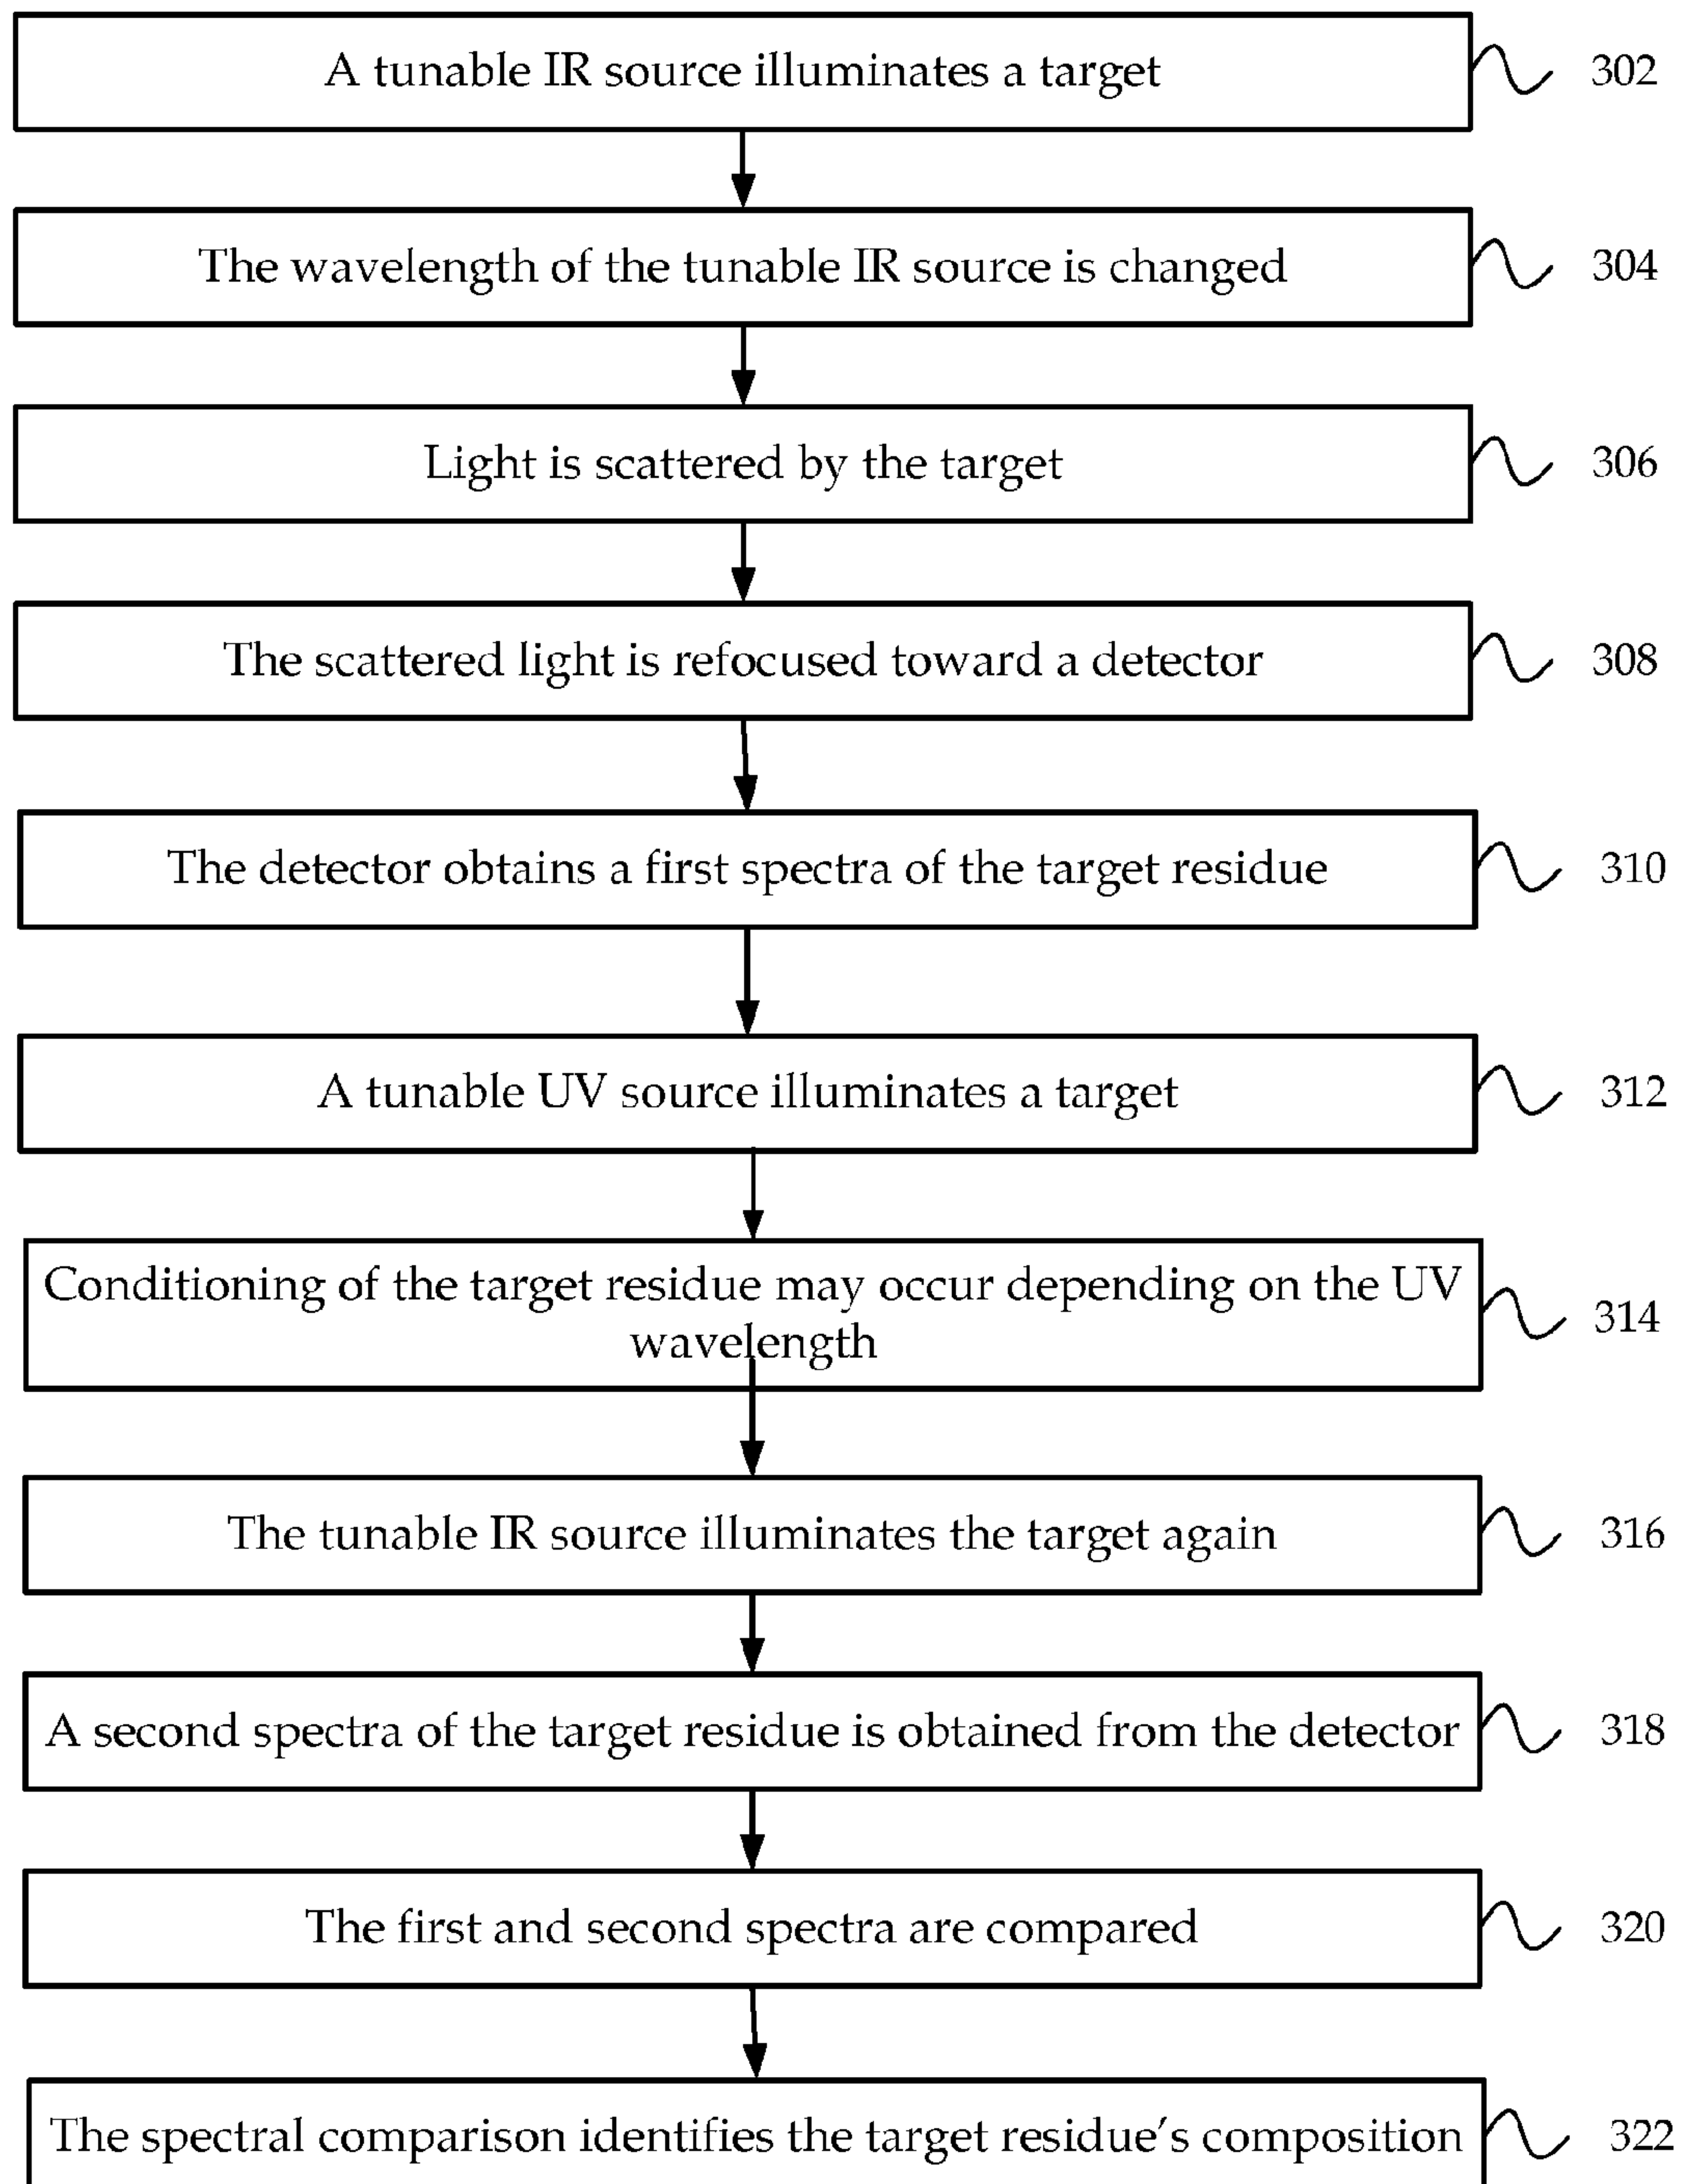 A tunable IR source illuminates a target
302
The wavelength of the tunable IR source is changed
304
Light is scattered by the target
306
The scattered light is refocused toward a detector
308
The detector obtains a first spectra of the target residue
310
A tunable UV source illuminates a target
312
Conditioning of the target residue may occur depending on the UV
wavelength
314
The tunable IR source illuminates the target again
316
A second spectra of the target residue is obtained from the detector
318
The first and second spectra are compared
320
The spectral comparison identifies the target residue's composition
322